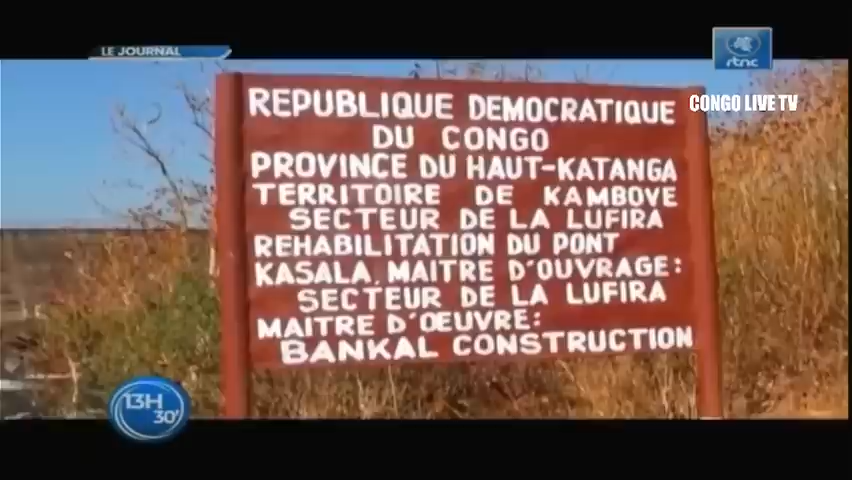 LE JOURNAL
rtnc
CONGO LIVE TV
REPUBLIQUE DEMOCRATIQUE
DU CONGO
PROVINCE DU HAUT-KATANGA
TERRITOIRE DE KAMBOVE
SECTEUR DE LA LUFIRA
REHABILITATION DU PONT
KASALA, MAITRE D'OUVRAGE:
SECTEUR DE LA LUFIRA
MAITRE D'OEUVRE:
BANKAL CONSTRUCTION
13H
30'